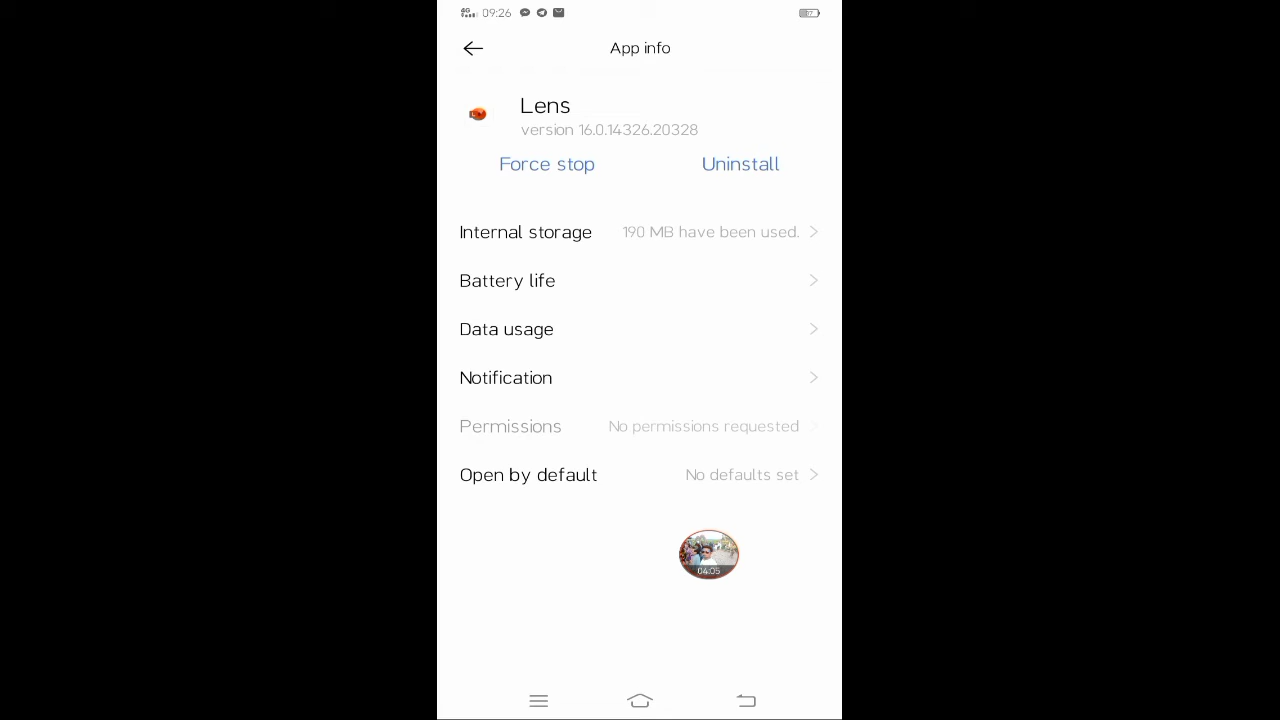 4G 09:26
App info
Lens
version 16.0.14326.20328
Force stop Uninstall
Internal storage 190 MB have been used.
Battery life
Data usage
Notification
Permissions No permissions requested
Open by default No defaults set
04:05